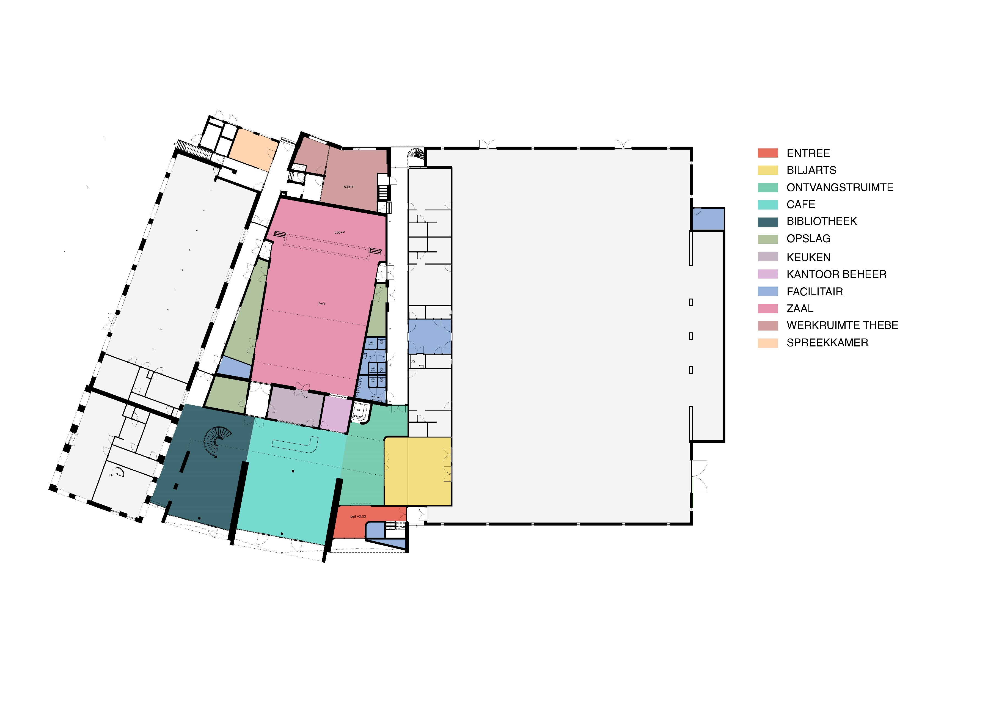 UP
830+P
830+P
P=0
UP
peil +0.00
ENTREE
BILJARTS
ONTVANGSTRUIMTE
CAFE
BIBLIOTHEEK
OPSLAG
KEUKEN
KANTOOR BEHEER
FACILITAIR
ZAAL
WERKRUIMTE THEBE
SPREEKKAMER